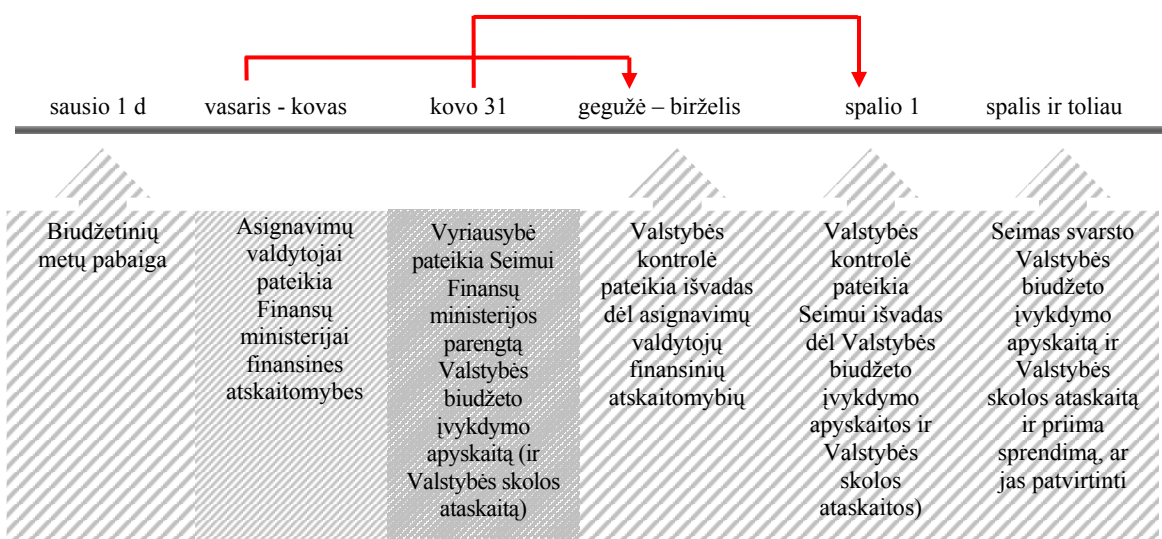 sausio 1 d
vasaris - kovas
kovo 31
gegužė – birželis
spalio 1
spalis ir toliau
Biudžetinių
metų pabaiga
Asignavimų
valdytojai
pateikia
Finansų
ministerijai
finansines
atskaitomybes
Vyriausybė
pateikia Seimui
Finansų
ministerijos
parengtą
Valstybės
biudžeto
įvykdymo
apyskaitą (ir
Valstybės skolos
ataskaitą)
Valstybės
kontrolė
pateikia išvadas
dėl asignavimų
valdytojų
finansinių
atskaitomybių
Valstybės
kontrolė
pateikia
Seimui išvadas
dėl Valstybės
biudžeto
įvykdymo
apyskaitos ir
Valstybės
skolos
ataskaitos)
Seimas svarsto
Valstybės
biudžeto
įvykdymo
apyskaitą ir
Valstybės
skolos ataskaitą
ir priima
sprendimą, ar
jas patvirtinti